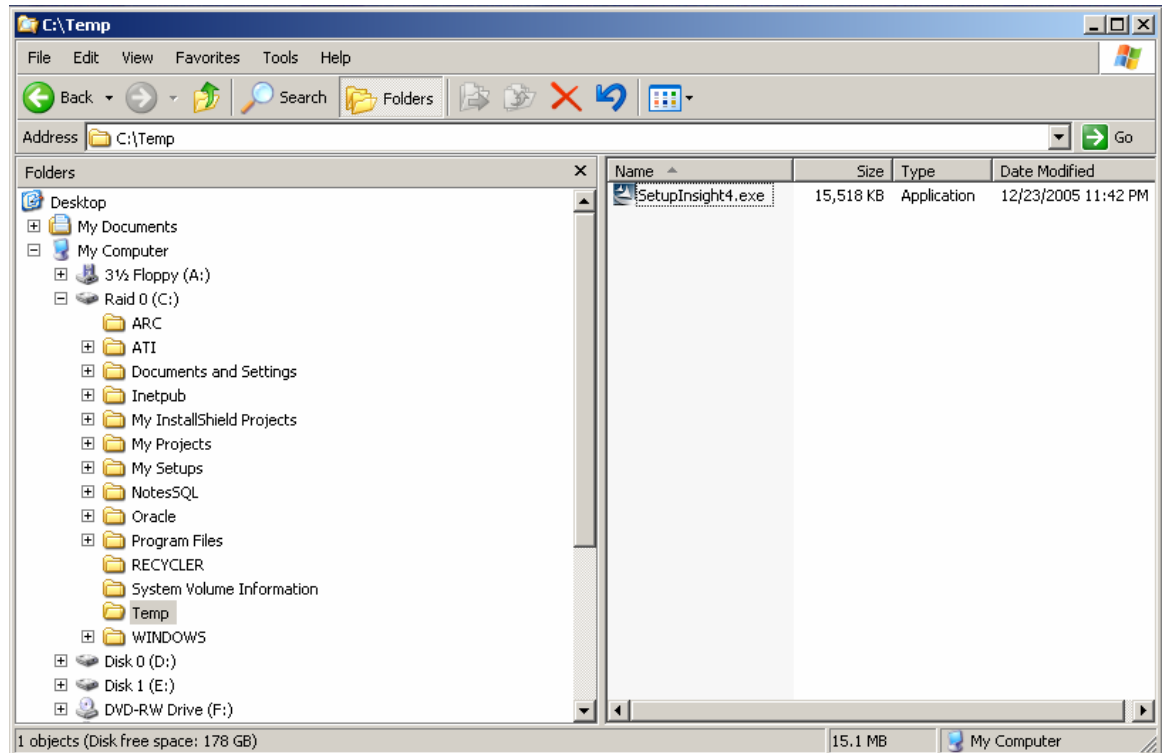 C:\Temp
File Edit View Favorites Tools Help
Back Search Folders
Address C:\Temp Go
Folders
Name Size Type Date Modified
SetupInsight4.exe 15,518 KB Application 12/23/2005 11:42 PM
Desktop
My Documents
My Computer
3½ Floppy (A:)
Raid 0 (C:)
ARC
ATI
Documents and Settings
Inetpub
My InstallShield Projects
My Projects
My Setups
NotesSQL
Oracle
Program Files
RECYCLER
System Volume Information
Temp
WINDOWS
Disk 0 (D:)
Disk 1 (E:)
DVD-RW Drive (F:)
1 objects (Disk free space: 178 GB) 15.1 MB My Computer